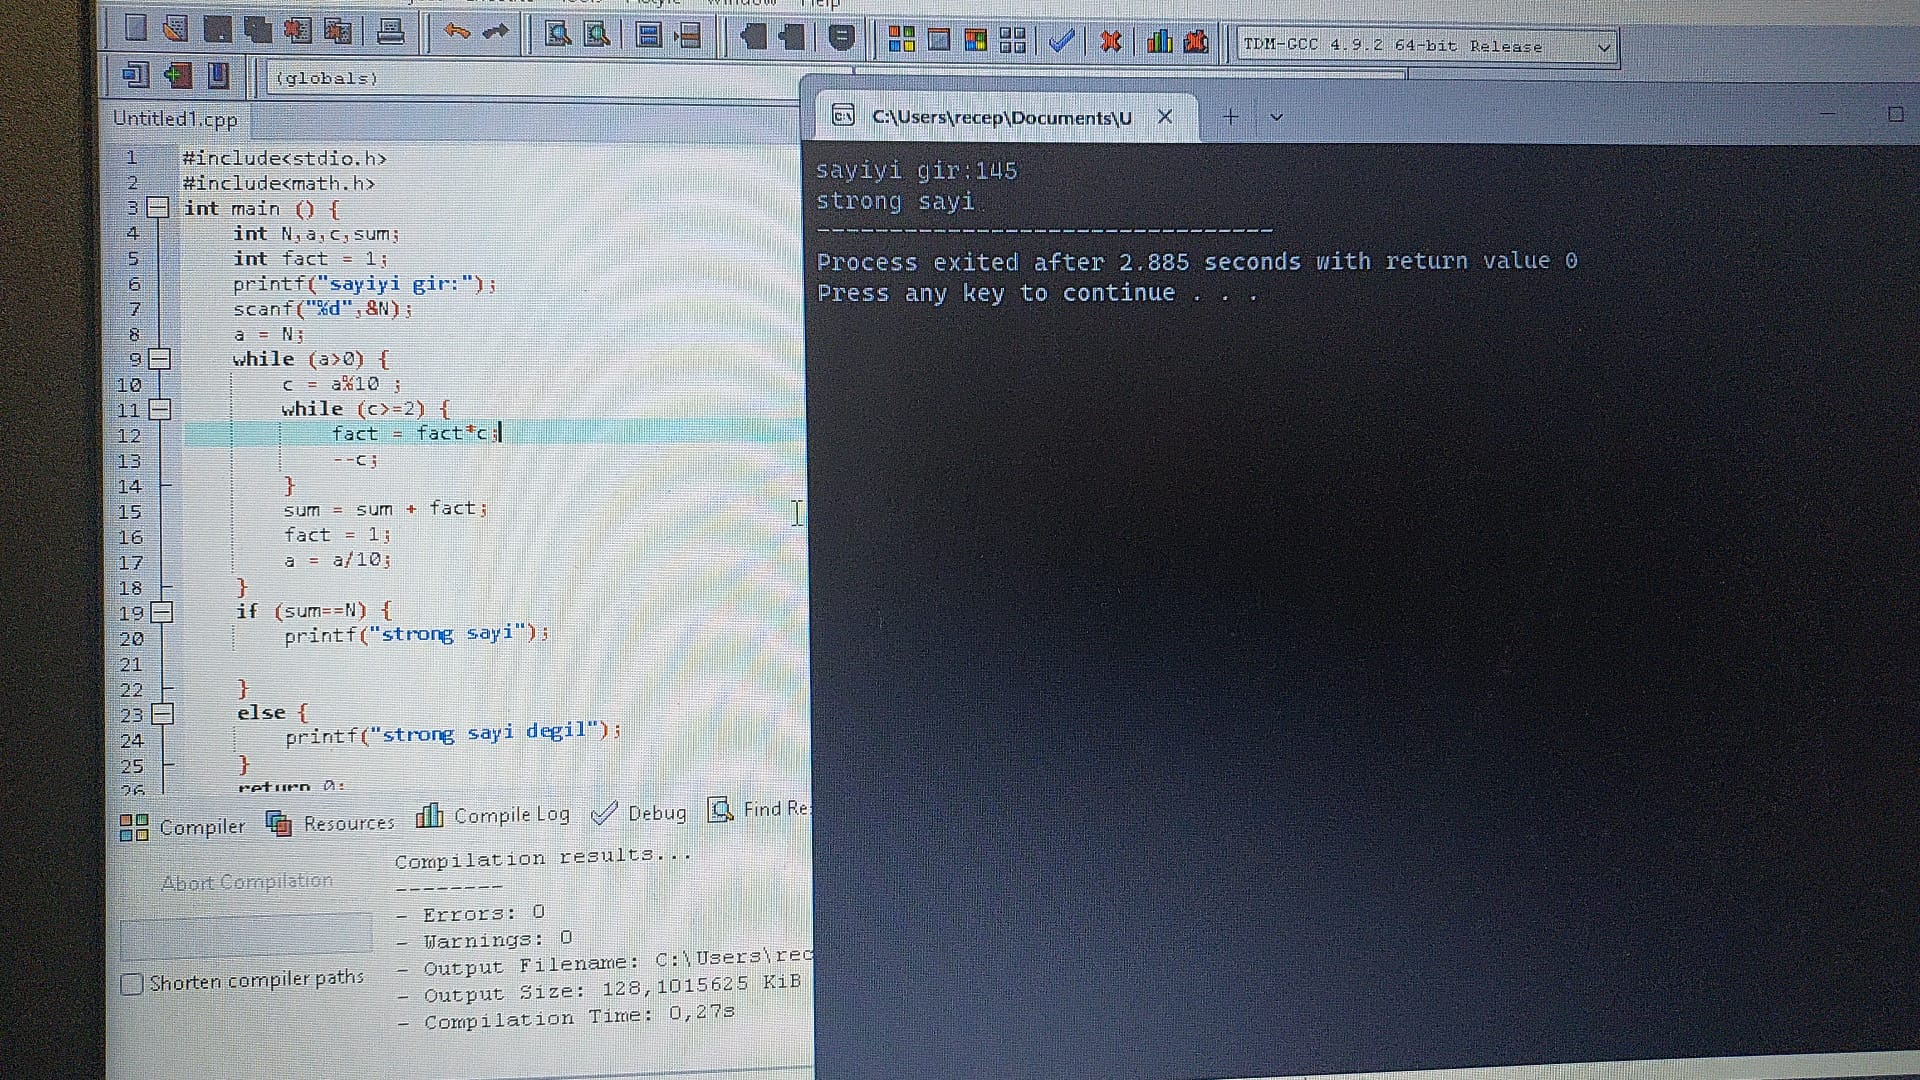 Window
Help
TDM-GCC 4.9.2 64-bit Release
(globals)
Untitled1.cpp
1 #include<stdio.h>
2 #include<math.h>
3 int main () {
4 int N,a,c,sum;
5 int fact = 1;
6 printf("sayiyi gir:");
7 scanf("%d",&N);
8 a = N;
9 while (a>0) {
10 c = a%10 ;
11 while (c>=2) {
12 fact = fact*c;
13 --c;
14 }
15 sum = sum + fact;
16 fact = 1;
17 a = a/10;
18 }
19 if (sum==N) {
20 printf("strong sayi");
21
22 }
23 else {
24 printf("strong sayi degil");
25 }
26 return 0;
Compiler Resources Compile Log Debug Find Re
Abort Compilation
Shorten compiler paths
Compilation results...
--------
- Errors: 0
- Warnings: 0
- Output Filename: C:\Users\rec
- Output Size: 128,1015625 KiB
- Compilation Time: 0,27s
C:\Users\recep\Documents\U
sayiyi gir:145
strong sayi
--------------------------------
Process exited after 2.885 seconds with return value 0
Press any key to continue . . .